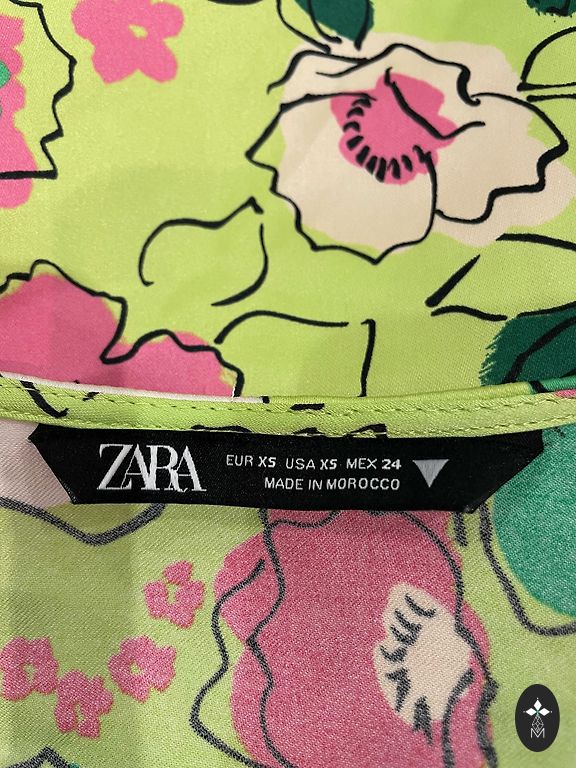 ZARA
EUR XS USA XS MEX 24
MADE IN MOROCCO